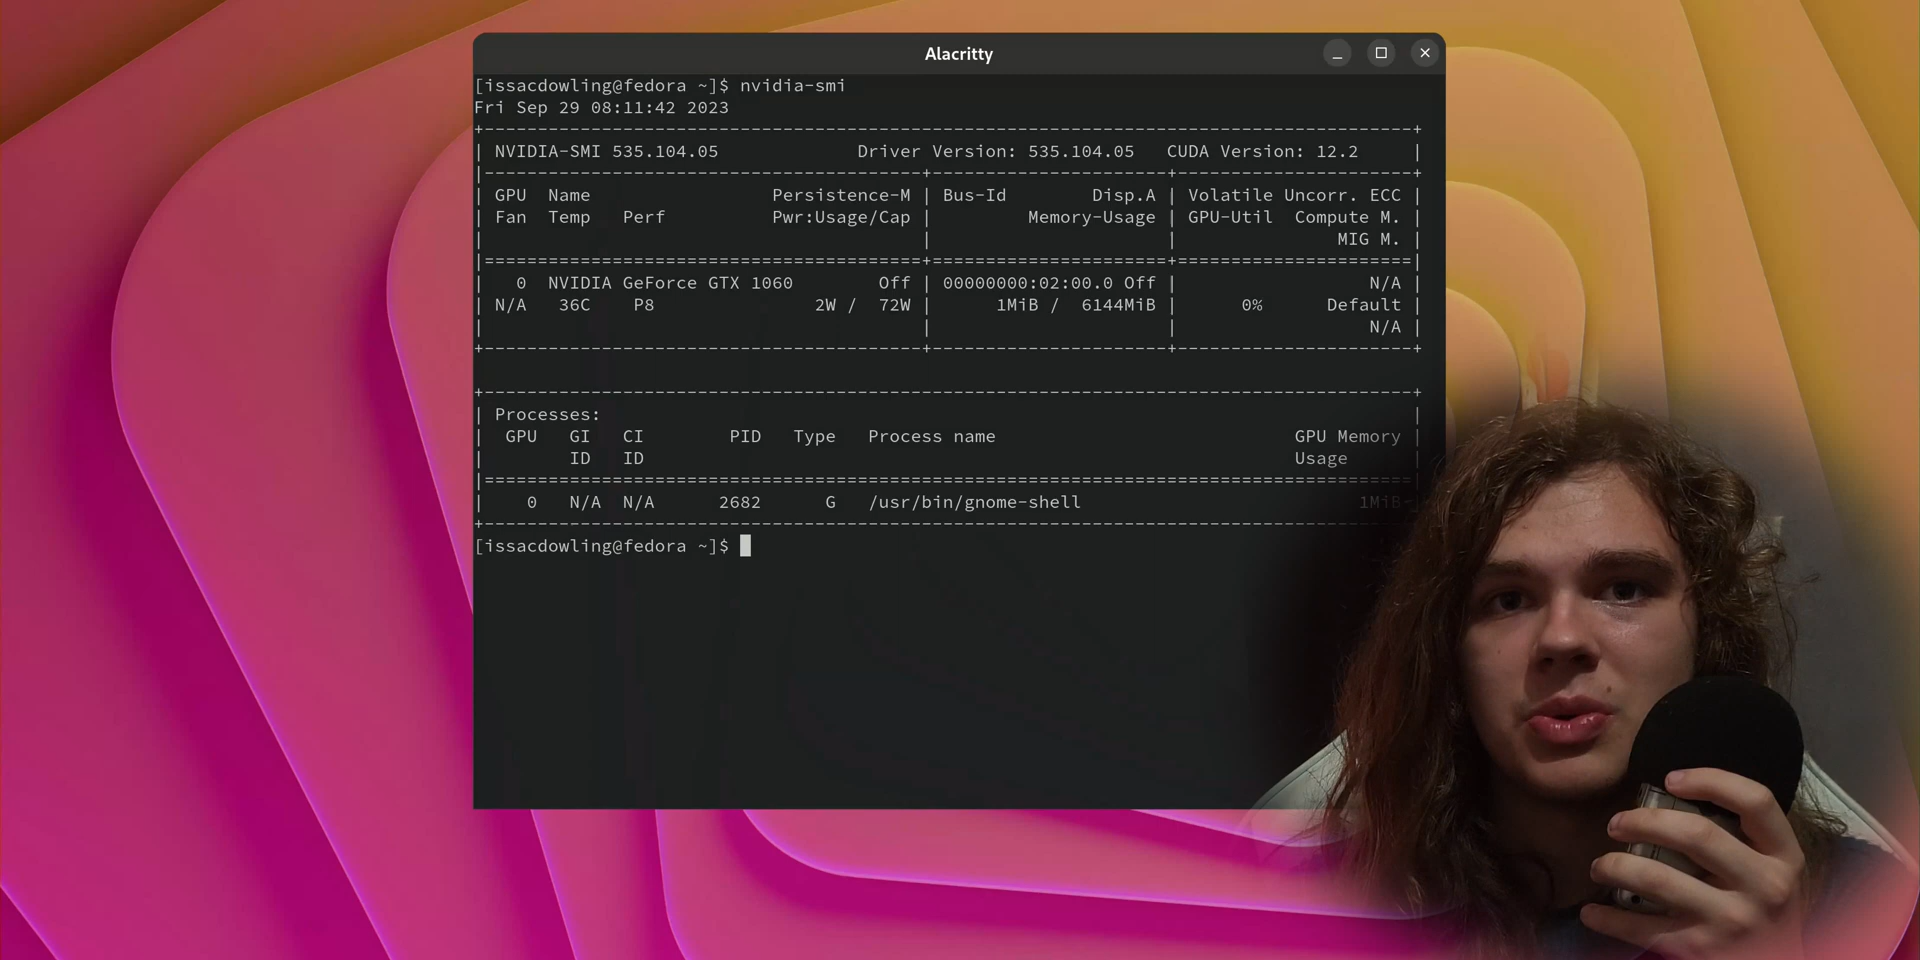 Alacritty
[issacdowling@fedora ~]$ nvidia-smi
Fri Sep 29 08:11:42 2023
+---------------------------------------------------------------------------------------+
| NVIDIA-SMI 535.104.05             Driver Version: 535.104.05   CUDA Version: 12.2     |
|-----------------------------------------+----------------------+----------------------+
| GPU  Name                 Persistence-M | Bus-Id        Disp.A | Volatile Uncorr. ECC |
| Fan  Temp   Perf          Pwr:Usage/Cap |         Memory-Usage | GPU-Util  Compute M. |
|                                         |                      |               MIG M. |
|=========================================+======================+======================|
|   0  NVIDIA GeForce GTX 1060        Off | 00000000:02:00.0 Off |                  N/A |
| N/A   36C    P8               2W /  72W |      1MiB /  6144MiB |      0%      Default |
|                                         |                      |                  N/A |
+-----------------------------------------+----------------------+----------------------+
+---------------------------------------------------------------------------------------+
| Processes:                                                                            |
|  GPU   GI   CI        PID   Type   Process name                            GPU Memory |
|        ID   ID                                                             Usage      |
|=======================================================================================|
|    0   N/A  N/A      2682      G   /usr/bin/gnome-shell                          1MiB |
+---------------------------------------------------------------------------------------+
[issacdowling@fedora ~]$